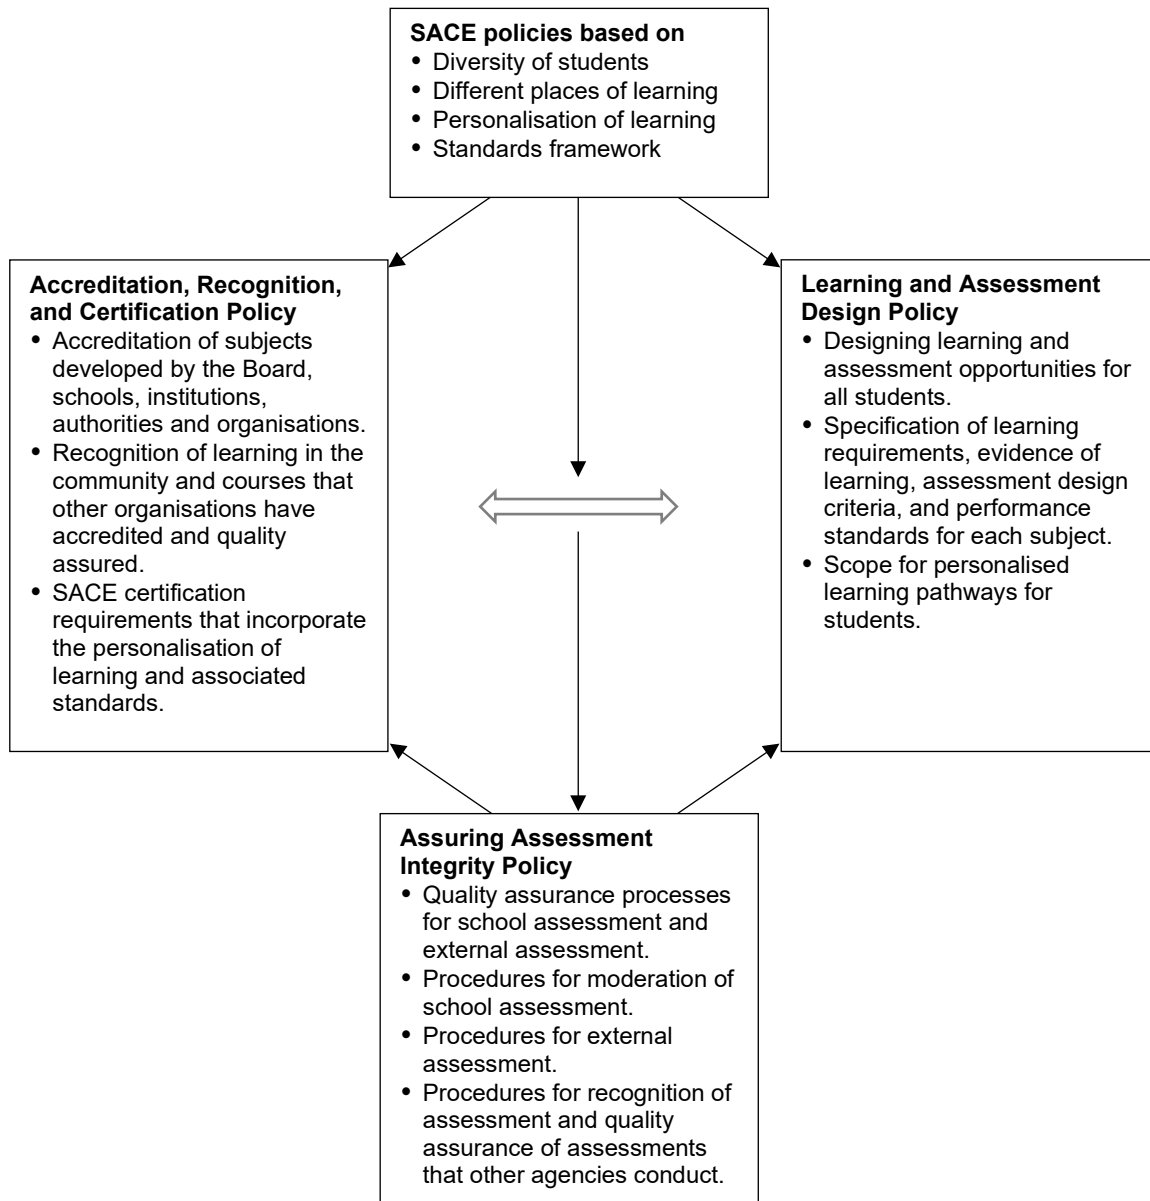 SACE policies based on
• Diversity of students
• Different places of learning
• Personalisation of learning
• Standards framework
Accreditation, Recognition,
and Certification Policy
• Accreditation of subjects
developed by the Board,
schools, institutions,
authorities and organisations.
• Recognition of learning in the
community and courses that
other organisations have
accredited and quality
assured.
• SACE certification
requirements that incorporate
the personalisation of
learning and associated
standards.
Learning and Assessment
Design Policy
• Designing learning and
assessment opportunities for
all students.
• Specification of learning
requirements, evidence of
learning, assessment design
criteria, and performance
standards for each subject.
• Scope for personalised
learning pathways for
students.
Assuring Assessment
Integrity Policy
• Quality assurance processes
for school assessment and
external assessment.
• Procedures for moderation of
school assessment.
• Procedures for external
assessment.
• Procedures for recognition of
assessment and quality
assurance of assessments
that other agencies conduct.